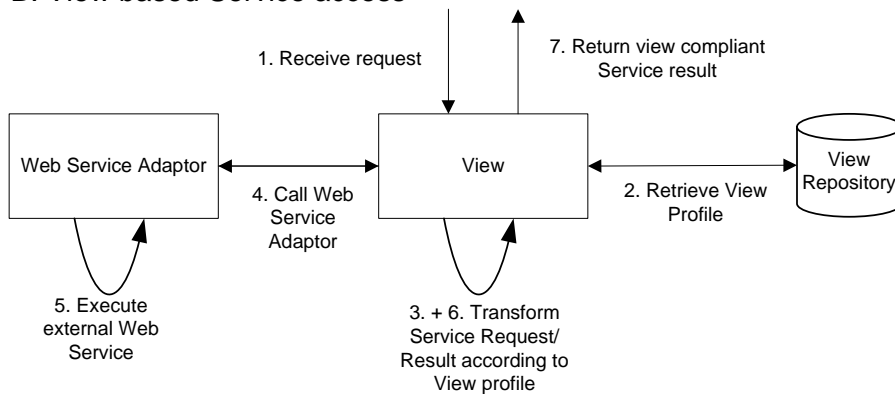 B. View based Service access
1. Receive request
7. Return view compliant
Service result
Web Service Adaptor
View
View
Repository
4. Call Web
Service
Adaptor
2. Retrieve View
Profile
5. Execute
external Web
Service
3. + 6. Transform
Service Request/
Result according to
View profile